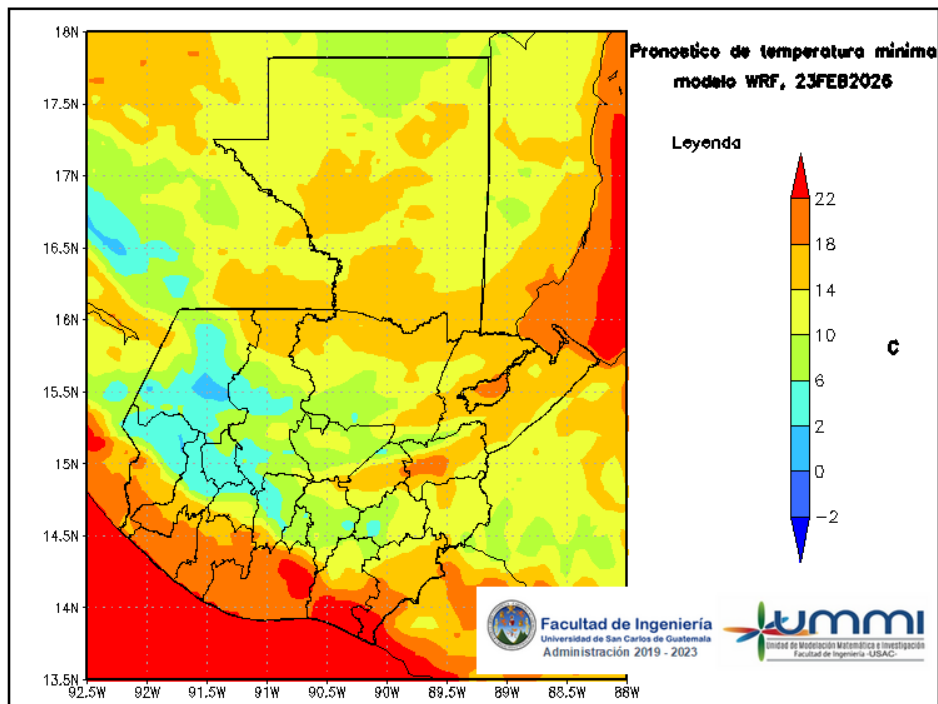 Pronostico de temperatura minima
modelo WRF, 23FEB2026
Leyenda
22
18
14
10
6
2
0
−2
C
18N
17.5N
17N
16.5N
16N
15.5N
15N
14.5N
14N
13.5N
92.5W 92W 91.5W 91W 90.5W 90W 89.5W 89W 88.5W 88W
Facultad de Ingeniería
Universidad de San Carlos de Guatemala
Administración 2019 - 2023
ummi
Unidad de Modelación Matemática e Investigación
Facultad de Ingeniería -USAC-